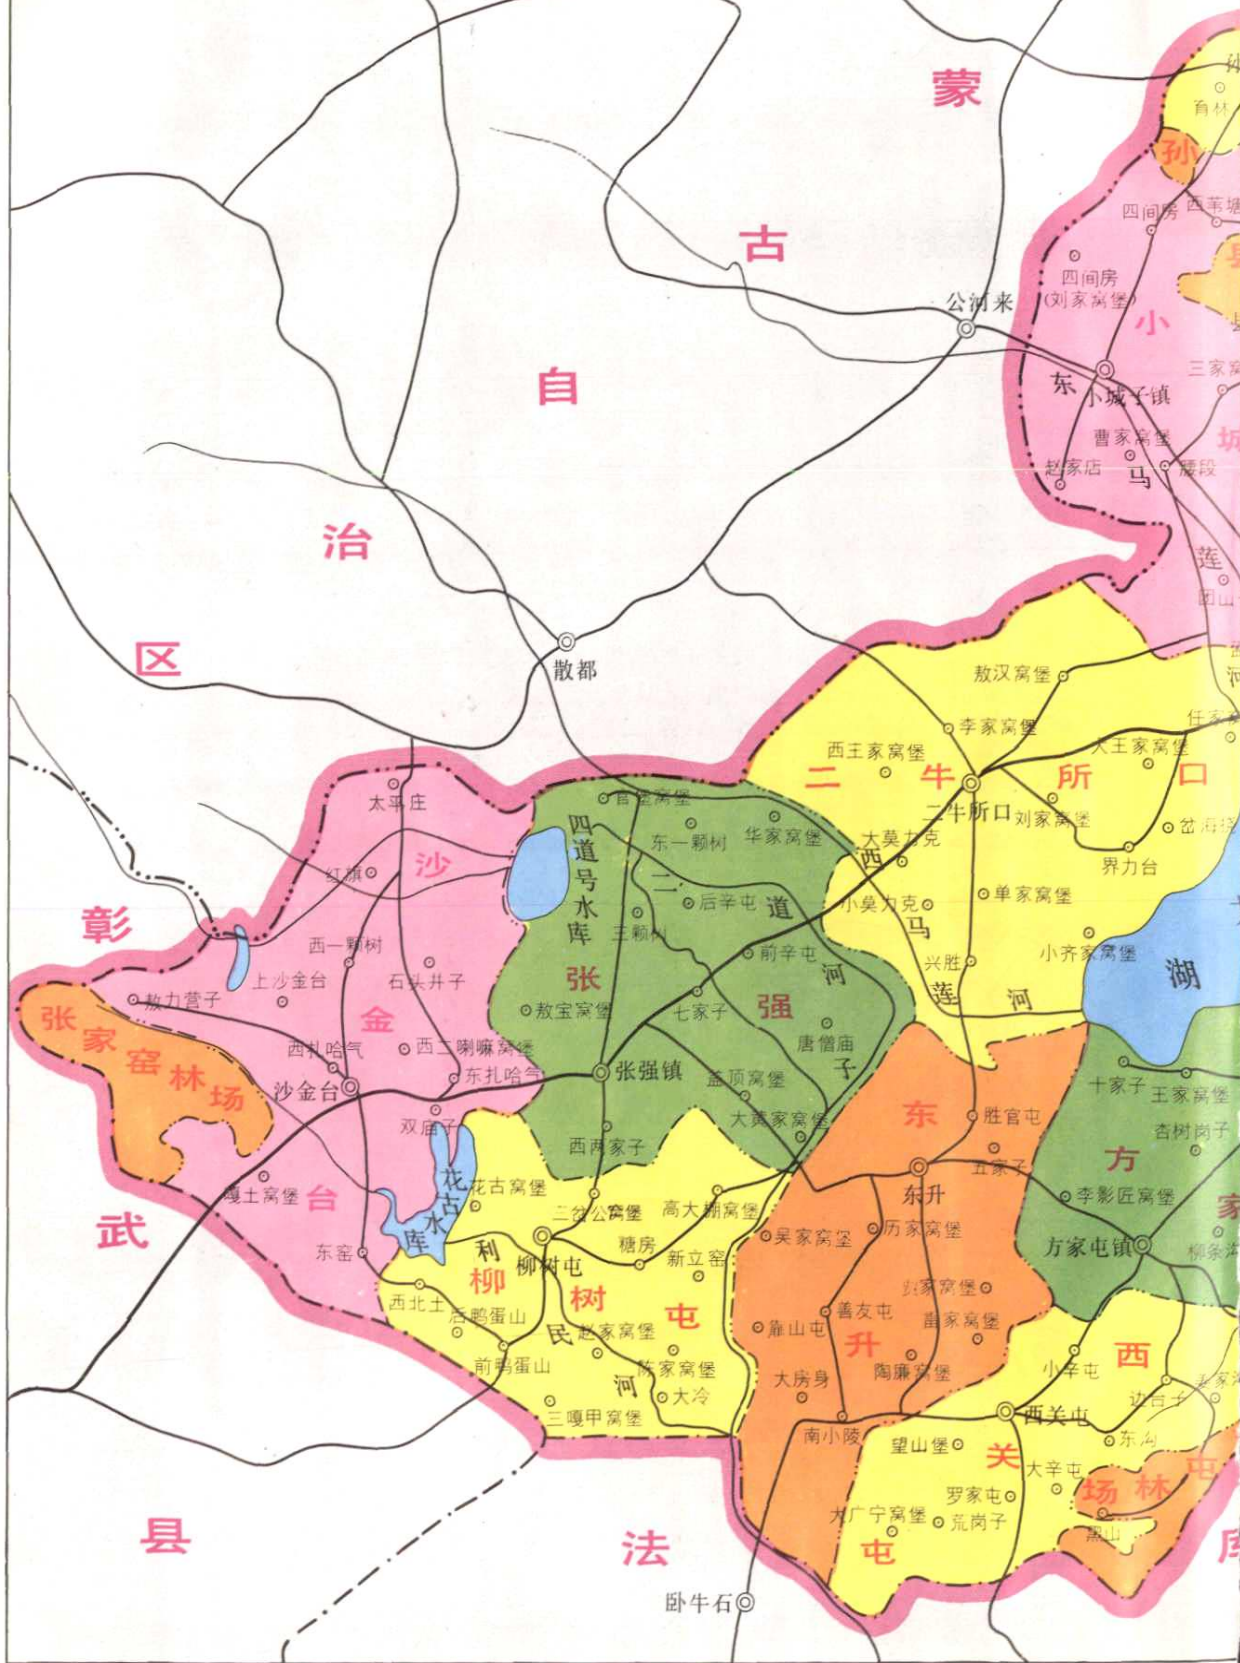 蒙
古
自
治
区
彰
武
县
法
孙
育林
孙
四间房
四间房
(刘家窝堡)
公河来
小
东
小城子镇
曹家窝堡
赵家店
马
腰段
城
莲
散都
敖汉窝堡
李家窝堡
西王家窝堡
大王家窝堡
二牛所口
二牛所口
刘家窝堡
大莫力克
西
界力台
小莫力克
单家窝堡
马
兴胜
小齐家窝堡
莲
河
湖
官堡窝堡
四道号水库
东一颗树
华家窝堡
二
道
后辛屯
三颗树
前辛屯
河
张
强
敖宝窝堡
七家子
唐僧庙
子
张强镇
盖顶窝堡
大黄家窝堡
西两家子
太平庄
沙
红旗
西一颗树
上沙金台
石头井子
敖力营子
金
西扎哈气
西二喇嘛窝堡
东扎哈气
沙金台
双庙子
嘎土窝堡
台
东窑
张家窑林场
花古水库
花古窝堡
二岔公窝堡
高大棚窝堡
利
柳树屯
糖房
新立窑
柳
树
屯
西北土
后鸭蛋山
民
赵家窝堡
前鸭蛋山
陈家窝堡
河
大冷
三嘎甲窝堡
东
胜官屯
五家子
东升
吴家窝堡
历家窝堡
善友屯
靠山屯
升
陶廉窝堡
大房身
南小陵
十家子
王家窝堡
杏树岗子
方
李影匠窝堡
家
方家屯镇
西
小辛屯
边台子
西关屯
东沟
望山堡
关
大辛屯
屯
林
场
罗家屯
大广宁窝堡
荒岗子
黑山
屯
卧牛石